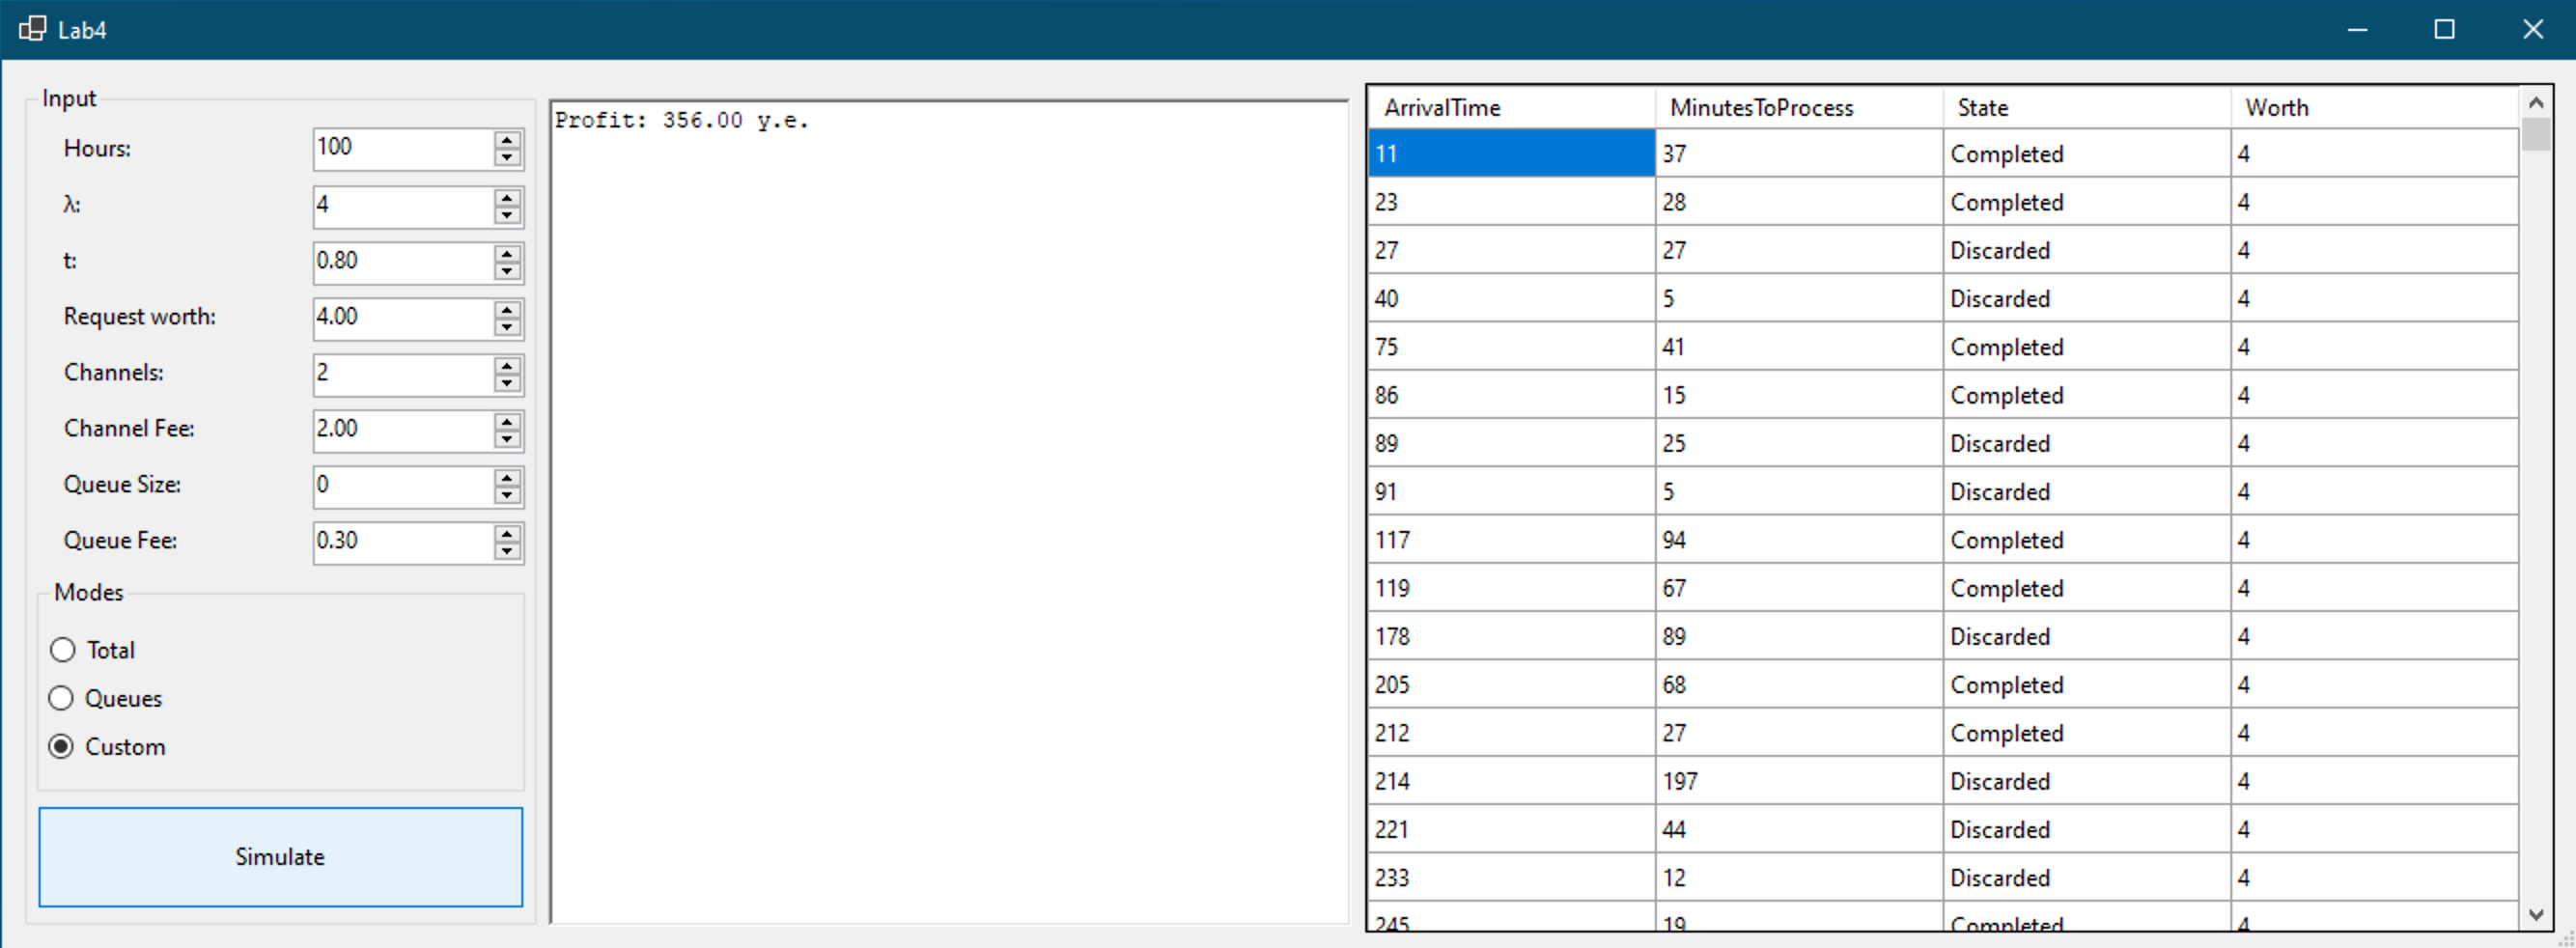 Lab4
Input
Hours: 100
λ: 4
t: 0.80
Request worth: 4.00
Channels: 2
Channel Fee: 2.00
Queue Size: 0
Queue Fee: 0.30
Modes
Total
Queues
Custom
Simulate
Profit: 356.00 y.e.
ArrivalTime MinutesToProcess State Worth
11 37 Completed 4
23 28 Completed 4
27 27 Discarded 4
40 5 Discarded 4
75 41 Completed 4
86 15 Completed 4
89 25 Discarded 4
91 5 Discarded 4
117 94 Completed 4
119 67 Completed 4
178 89 Discarded 4
205 68 Completed 4
212 27 Completed 4
214 197 Discarded 4
221 44 Discarded 4
233 12 Discarded 4
245 19 Completed 4